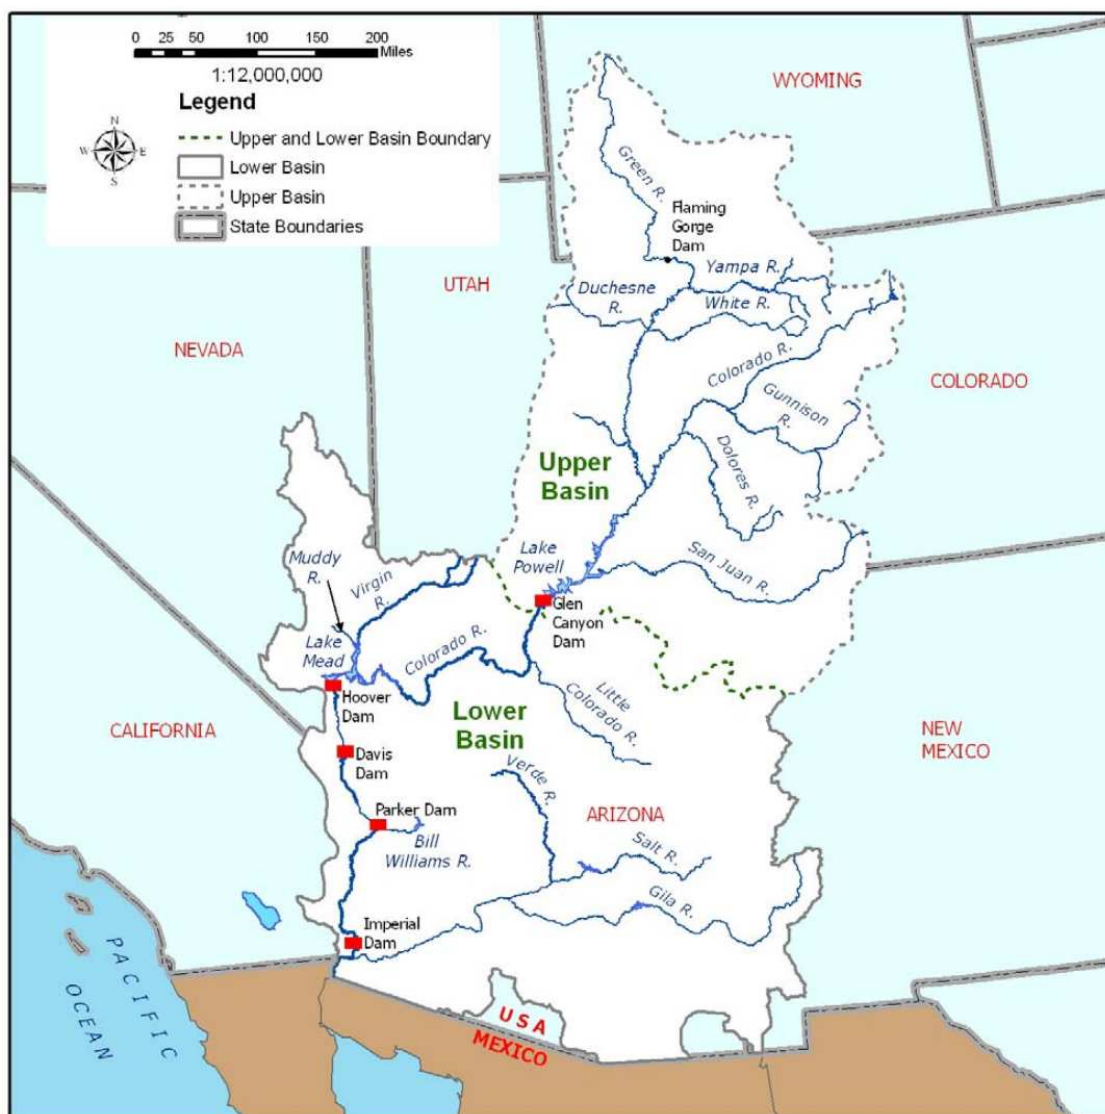 0 25 50 100 150 200
Miles
1:12,000,000
Legend
Upper and Lower Basin Boundary
Lower Basin
Upper Basin
State Boundaries
N
W E
S
WYOMING
Green R.
Flaming
Gorge
Dam
UTAH
Yampa R.
Duchesne
R.
White R.
NEVADA
Colorado R.
COLORADO
Gunnison
R.
Dolores R.
Upper
Basin
Muddy
R.
Virgin
R.
Lake
Powell
San Juan R.
Glen
Canyon
Dam
Lake
Mead
Colorado R.
Hoover
Dam
Little
Colorado R.
Lower
Basin
CALIFORNIA
NEW
MEXICO
Davis
Dam
Verde R.
Parker Dam
ARIZONA
Bill
Williams R.
Salt R.
Gila R.
Imperial
Dam
PACIFIC
OCEAN
USA
MEXICO